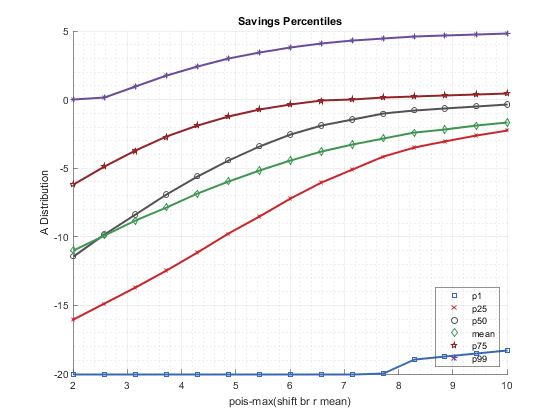 Savings Percentiles
5
0
-5
-10
-15
-20
A Distribution
p1
p25
p50
mean
p75
p99
2 3 4 5 6 7 8 9 10
pois-max(shift br r mean)